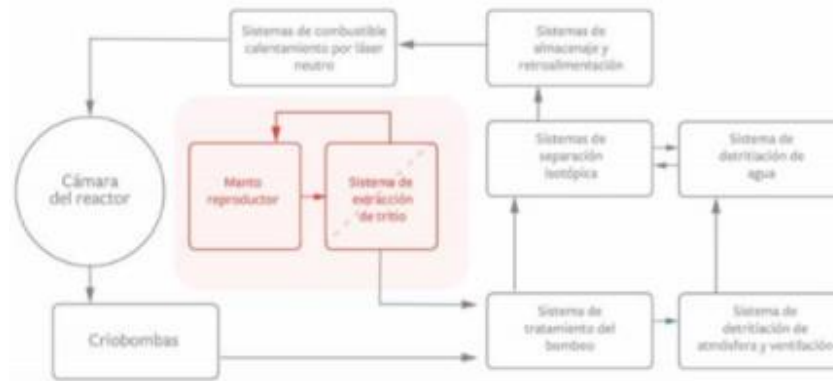 Sistemas de combustible
calentamiento por láser
neutro
Sistemas de
almacenaje y
retroalimentación
Cámara
del reactor
Manto
reproductor
Sistema de
extracción
de tritio
Sistemas de
separación
isotópica
Sistema de
detritiación de
agua
Criobombas
Sistema de
tratamiento del
bombeo
Sistema de
detritiación de
atmósfera y ventilación